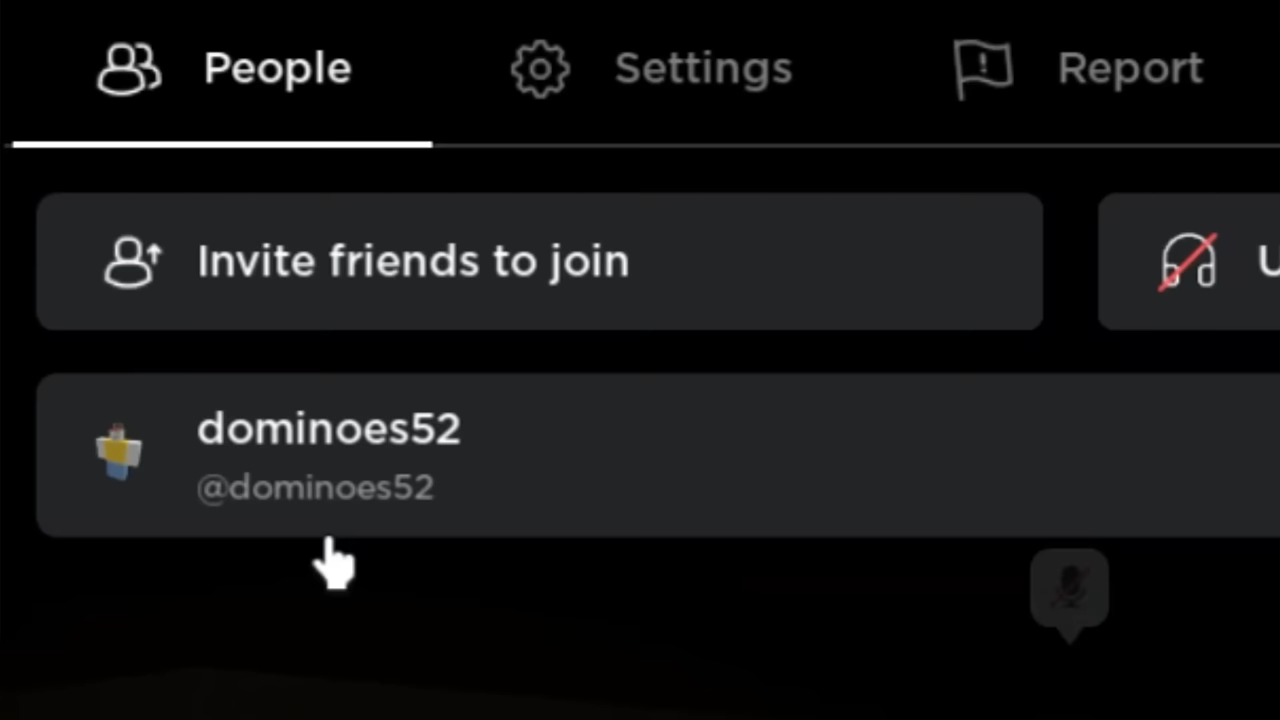 People
Settings
Report
Invite friends to join
dominoes52
@dominoes52